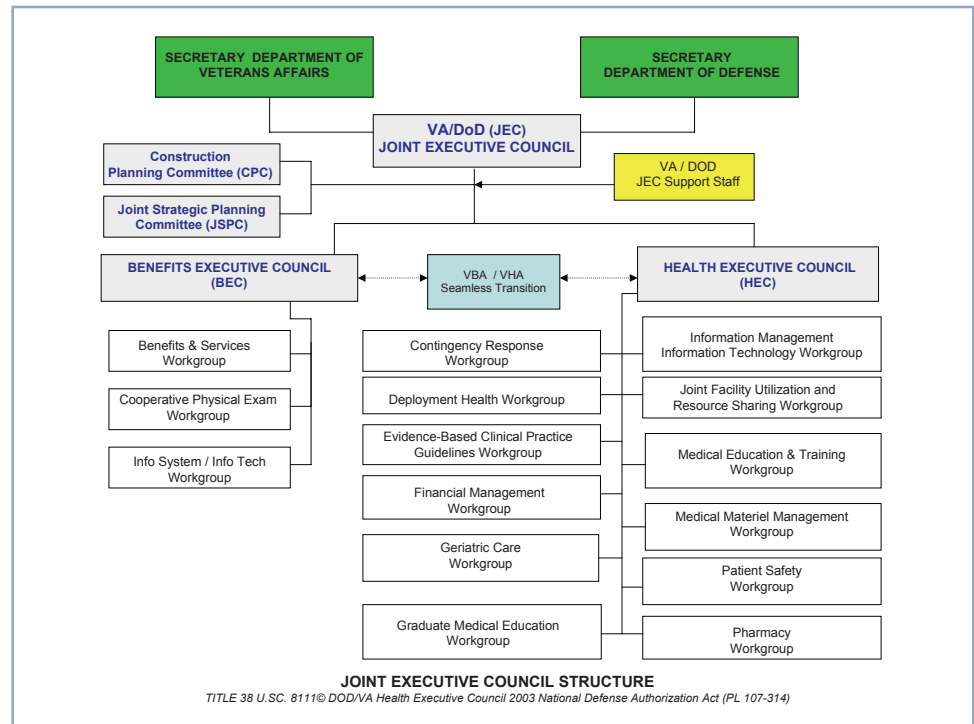 SECRETARY DEPARTMENT OF
VETERANS AFFAIRS
SECRETARY
DEPARTMENT OF DEFENSE
VA/DoD (JEC)
JOINT EXECUTIVE COUNCIL
Construction
Planning Committee (CPC)
VA / DOD
JEC Support Staff
Joint Strategic Planning
Committee (JSPC)
BENEFITS EXECUTIVE COUNCIL
(BEC)
VBA / VHA
Seamless Transition
HEALTH EXECUTIVE COUNCIL
(HEC)
Benefits & Services
Workgroup
Cooperative Physical Exam
Workgroup
Info System / Info Tech
Workgroup
Contingency Response
Workgroup
Deployment Health Workgroup
Evidence-Based Clinical Practice
Guidelines Workgroup
Financial Management
Workgroup
Geriatric Care
Workgroup
Graduate Medical Education
Workgroup
Information Management
Information Technology Workgroup
Joint Facility Utilization and
Resource Sharing Workgroup
Medical Education & Training
Workgroup
Medical Materiel Management
Workgroup
Patient Safety
Workgroup
Pharmacy
Workgroup
JOINT EXECUTIVE COUNCIL STRUCTURE
TITLE 38 U.SC. 8111© DOD/VA Health Executive Council 2003 National Defense Authorization Act (PL 107-314)